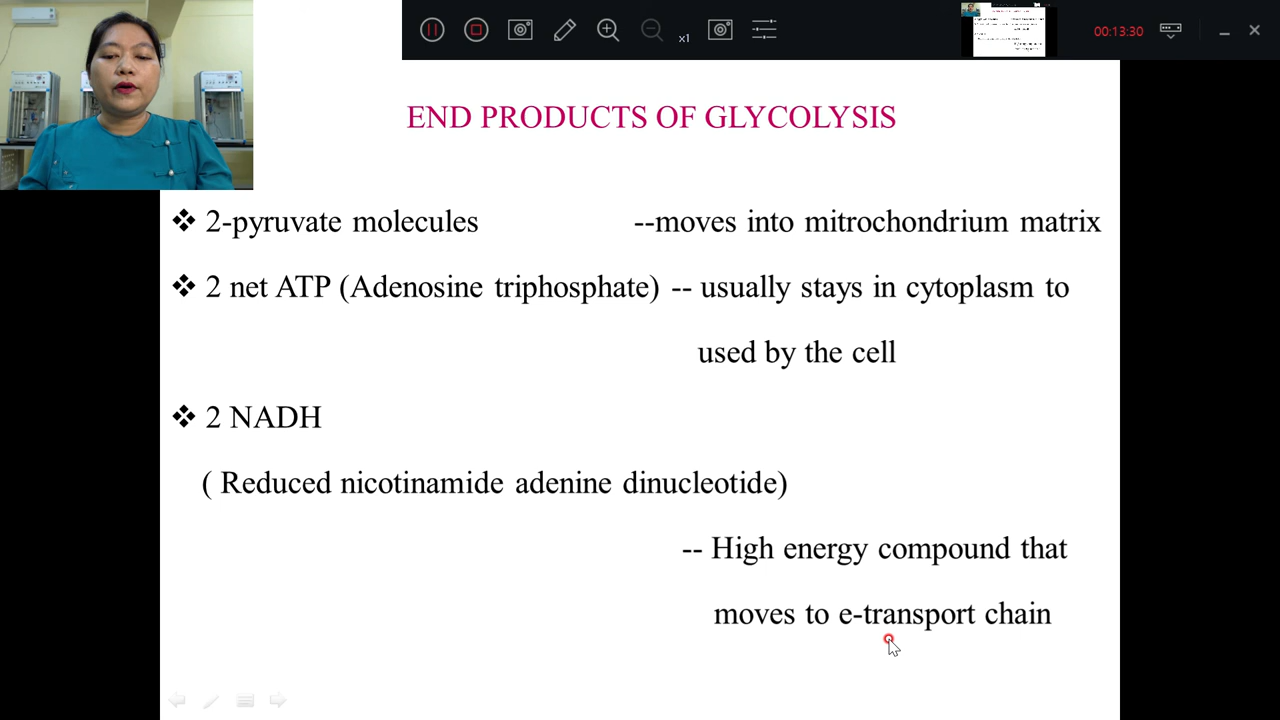 x1
00:13:30
END PRODUCTS OF GLYCOLYSIS
❖ 2-pyruvate molecules --moves into mitrochondrium matrix
❖ 2 net ATP (Adenosine triphosphate) -- usually stays in cytoplasm to
used by the cell
❖ 2 NADH
( Reduced nicotinamide adenine dinucleotide)
-- High energy compound that
moves to e-transport chain